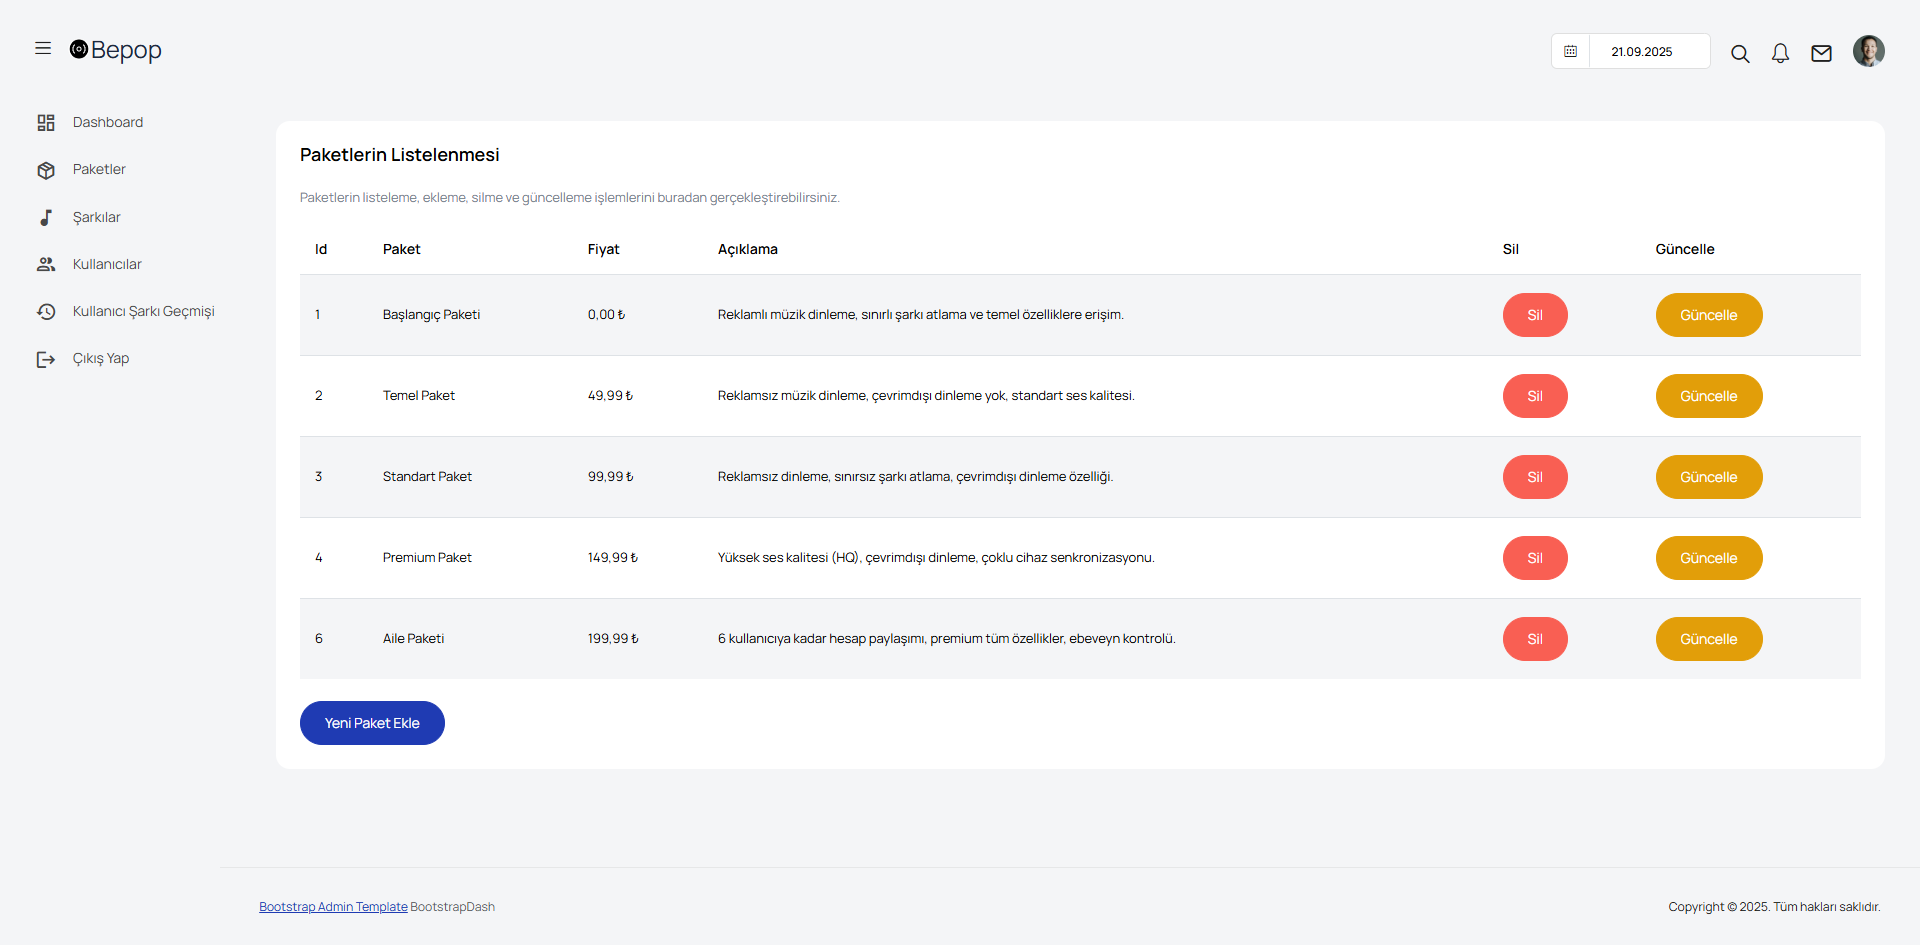 Bepop
21.09.2025
Dashboard
Paketler
Şarkılar
Kullanıcılar
Kullanıcı Şarkı Geçmişi
Çıkış Yap
Paketlerin Listelenmesi
Paketlerin listeleme, ekleme, silme ve güncelleme işlemlerini buradan gerçekleştirebilirsiniz.
Id Paket Fiyat Açıklama Sil Güncelle
1 Başlangıç Paketi 0,00 ₺ Reklamlı müzik dinleme, sınırlı şarkı atlama ve temel özelliklere erişim. Sil Güncelle
2 Temel Paket 49,99 ₺ Reklamsız müzik dinleme, çevrimdışı dinleme yok, standart ses kalitesi. Sil Güncelle
3 Standart Paket 99,99 ₺ Reklamsız dinleme, sınırsız şarkı atlama, çevrimdışı dinleme özelliği. Sil Güncelle
4 Premium Paket 149,99 ₺ Yüksek ses kalitesi (HQ), çevrimdışı dinleme, çoklu cihaz senkronizasyonu. Sil Güncelle
6 Aile Paketi 199,99 ₺ 6 kullanıcıya kadar hesap paylaşımı, premium tüm özellikler, ebeveyn kontrolü. Sil Güncelle
Yeni Paket Ekle
Bootstrap Admin Template BootstrapDash
Copyright © 2025. Tüm hakları saklıdır.